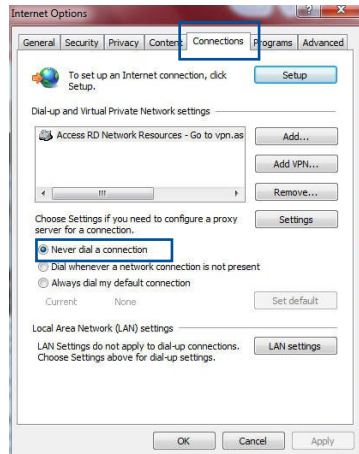 Internet Options
General Security Privacy Content Connections Programs Advanced
To set up an Internet connection, click
Setup.
Setup
Dial-up and Virtual Private Network settings
Access RD Network Resources - Go to vpn.as
Add...
Add VPN...
Remove...
Choose Settings if you need to configure a proxy
server for a connection.
Settings
Never dial a connection
Dial whenever a network connection is not present
Always dial my default connection
Current None
Set default
Local Area Network (LAN) settings
LAN Settings do not apply to dial-up connections.
Choose Settings above for dial-up settings.
LAN settings
OK Cancel Apply